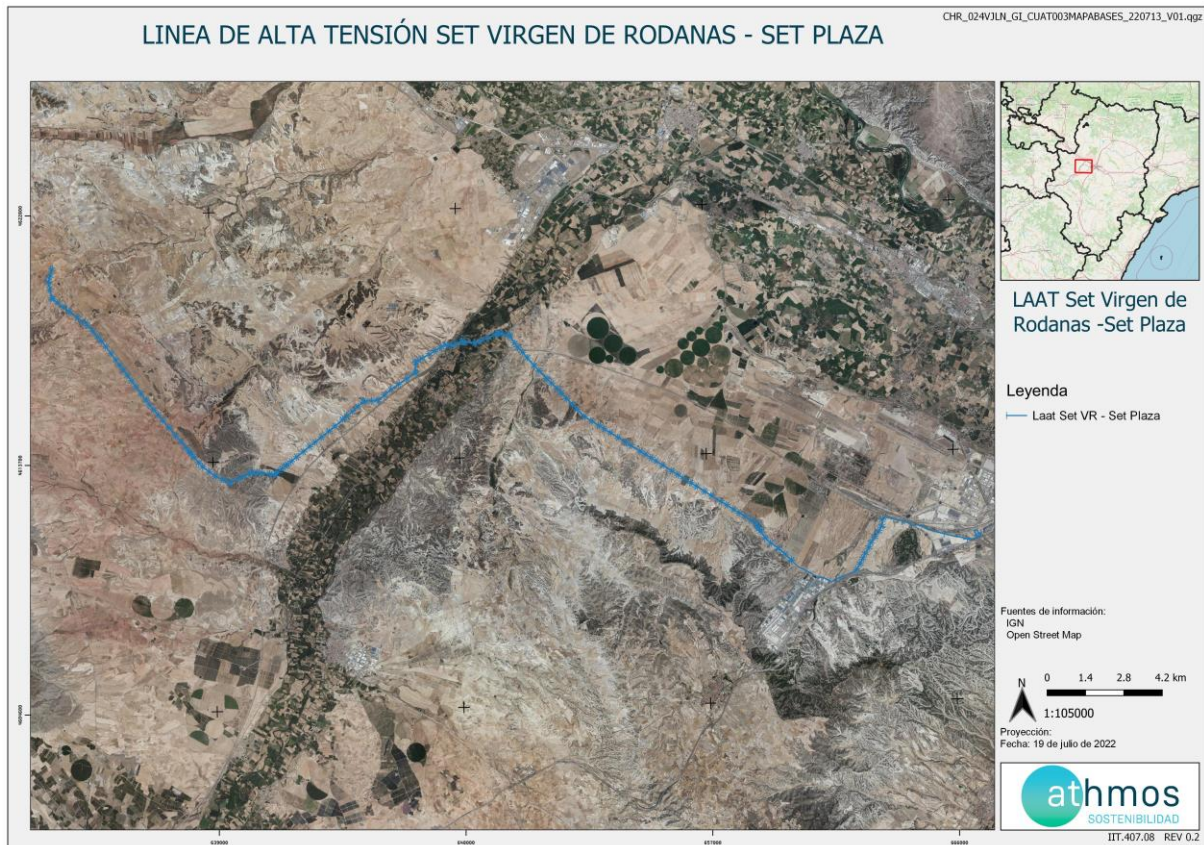 CHR_024VJLN_GI_CUAT003MAPABASES_220713_V01.qgz
LINEA DE ALTA TENSIÓN SET VIRGEN DE RODANAS - SET PLAZA
LAAT Set Virgen de
Rodanas -Set Plaza
Leyenda
Laat Set VR - Set Plaza
Fuentes de información:
IGN
Open Street Map
N
0 1.4 2.8 4.2 km
1:105000
Proyección:
Fecha: 19 de julio de 2022
athmos
SOSTENIBILIDAD
IIT.407.08 REV 0.2